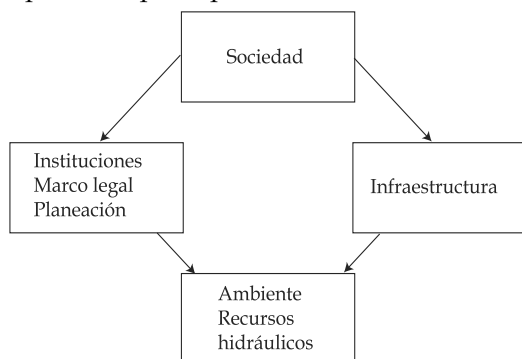 Sociedad
Instituciones
Marco legal
Planeación
Infraestructura
Ambiente
Recursos
hidráulicos